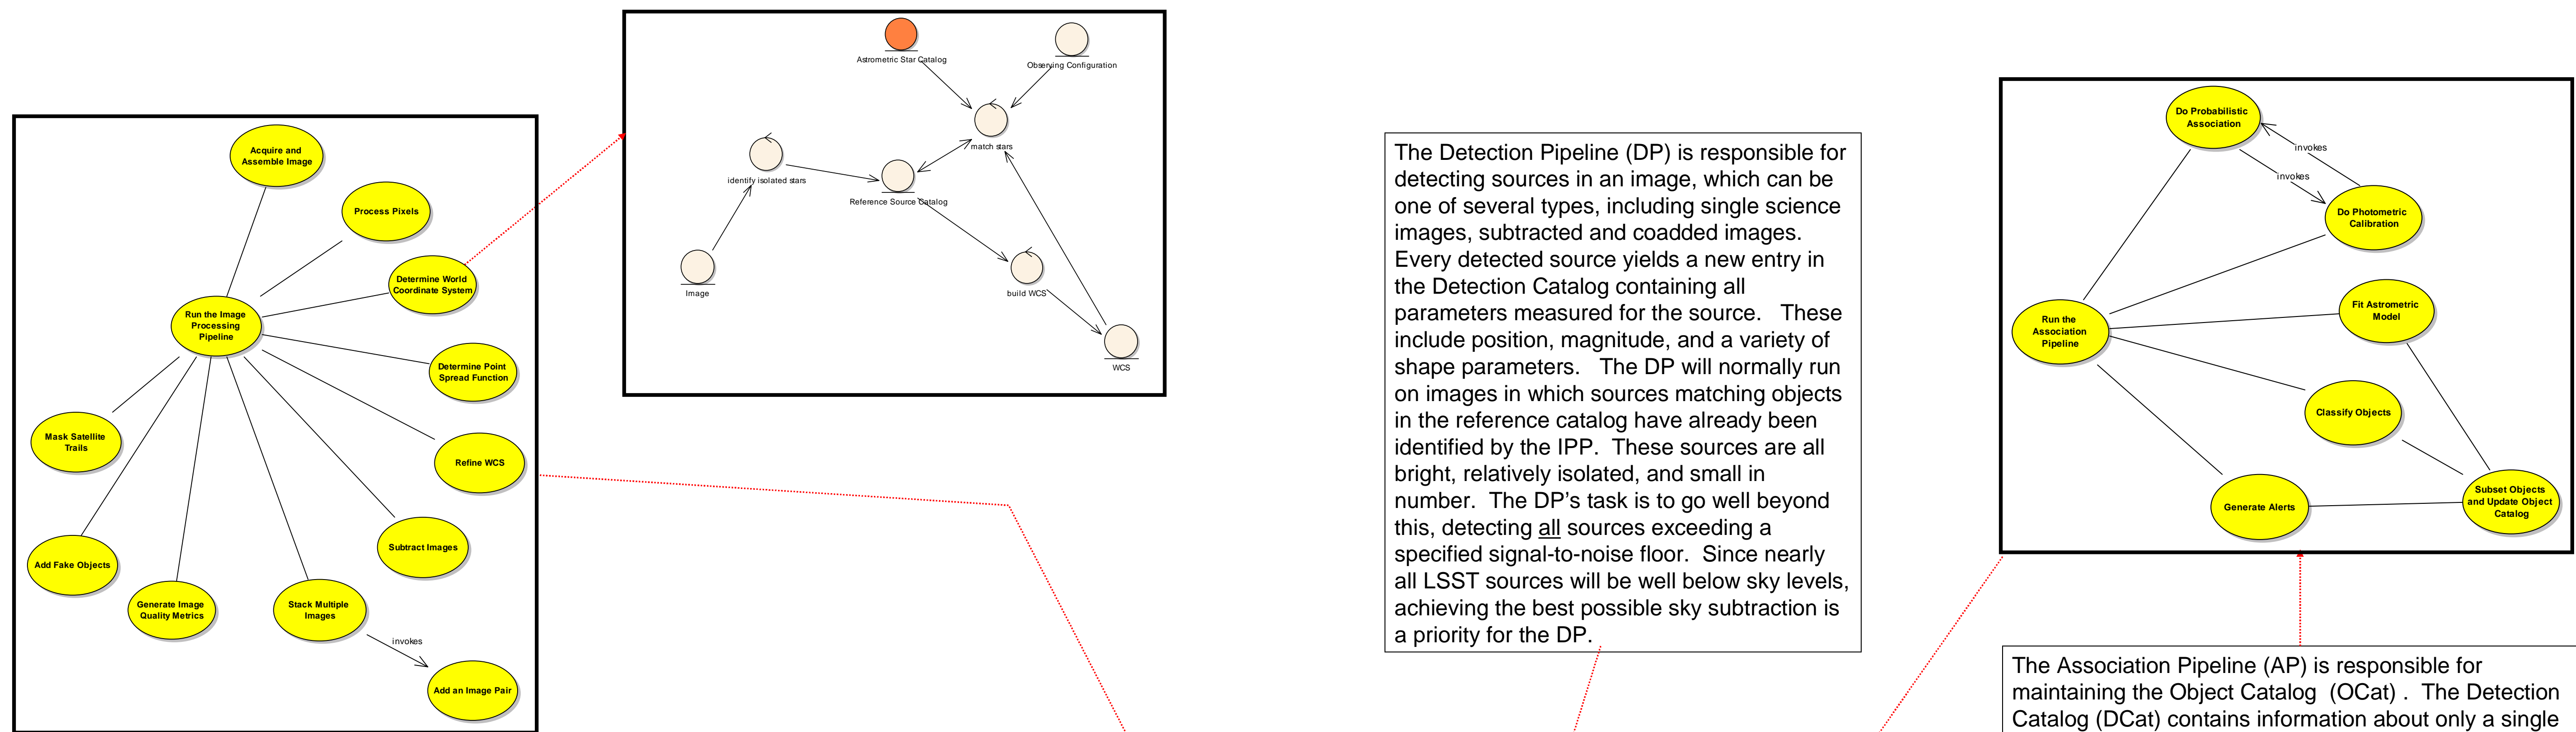 Acquire and
Assemble Image
Process Pixels
Determine World
Coordinate System
Run the Image
Processing
Pipeline
Determine Point
Spread Function
Mask Satellite
Trails
Refine WCS
Subtract Images
Add Fake Objects
Generate Image
Quality Metrics
Stack Multiple
Images
invokes
Add an Image Pair
Astrometric Star Catalog
Observing Configuration
match stars
identify isolated stars
Reference Source Catalog
Image
build WCS
WCS
The Detection Pipeline (DP) is responsible for
detecting sources in an image, which can be
one of several types, including single science
images, subtracted and coadded images.
Every detected source yields a new entry in
the Detection Catalog containing all
parameters measured for the source. These
include position, magnitude, and a variety of
shape parameters. The DP will normally run
on images in which sources matching objects
in the reference catalog have already been
identified by the IPP. These sources are all
bright, relatively isolated, and small in
number. The DP’s task is to go well beyond
this, detecting all sources exceeding a
specified signal-to-noise floor. Since nearly
all LSST sources will be well below sky levels,
achieving the best possible sky subtraction is
a priority for the DP.
Do Probabilistic
Association
invokes
invokes
Do Photometric
Calibration
Fit Astrometric
Model
Run the
Association
Pipeline
Classify Objects
Generate Alerts
Subset Objects
and Update Object
Catalog
The Association Pipeline (AP) is responsible for
maintaining the Object Catalog (OCat) . The Detection
Catalog (DCat) contains information about only a single